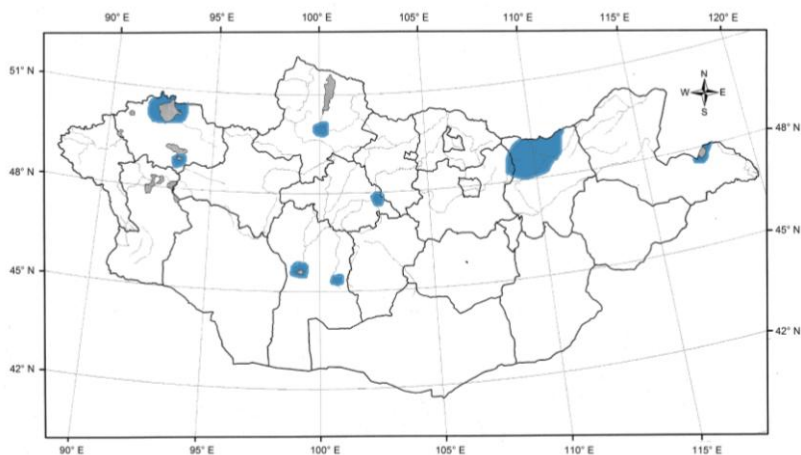 90° E 95° E 100° E 105° E 110° E 115° E 120° E
51° N
N
W E
S
48° N 48° N
45° N 45° N
42° N 42° N
90° E 95° E 100° E 105° E 110° E 115° E